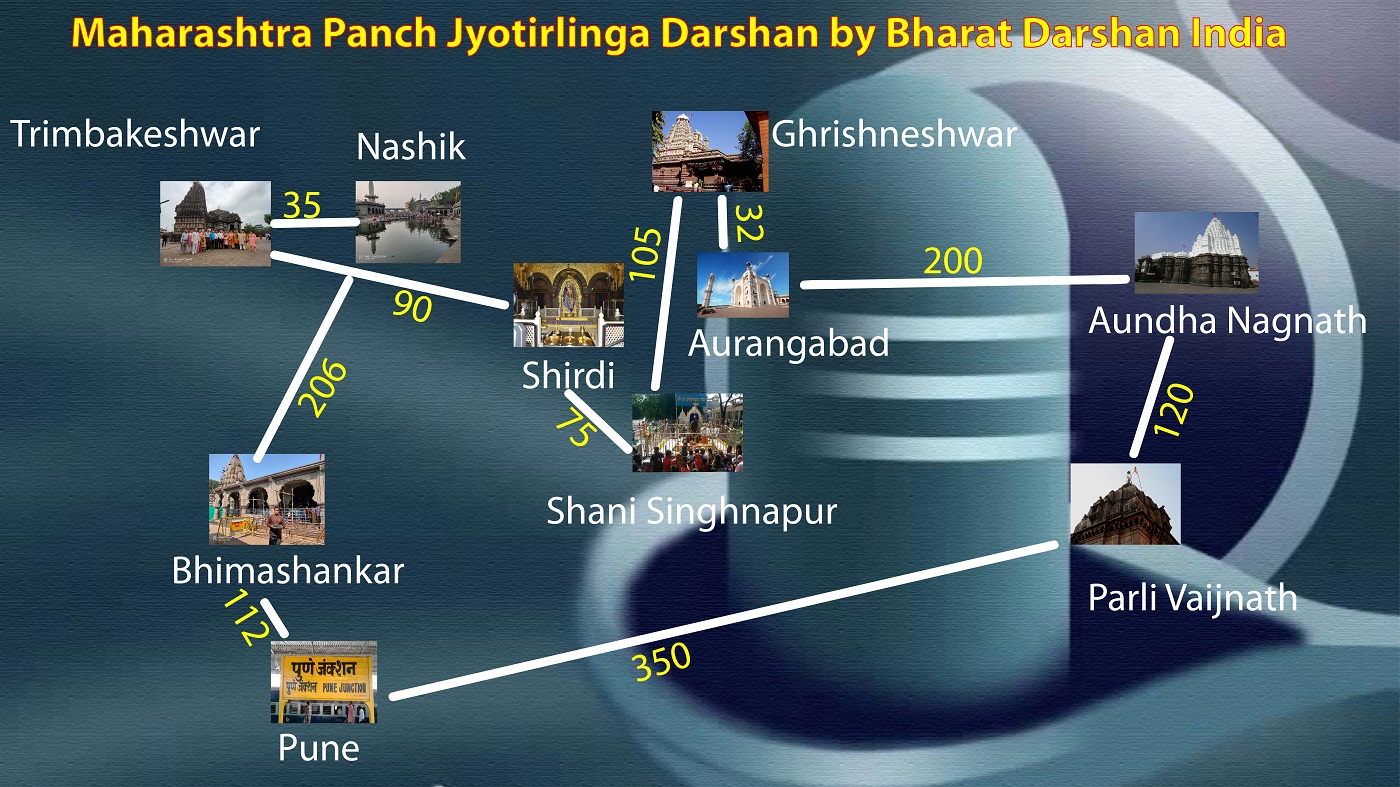 Maharashtra Panch Jyotirlinga Darshan by Bharat Darshan India
Trimbakeshwar
Nashik
Ghrishneshwar
35
32
105
200
90
Aundha Nagnath
Aurangabad
Shirdi
206
75
120
Shani Singhnapur
Bhimashankar
112
Parli Vaijnath
350
पुणे जंक्शन
पुणे जंक्शन PUNE JUNCTION
Pune